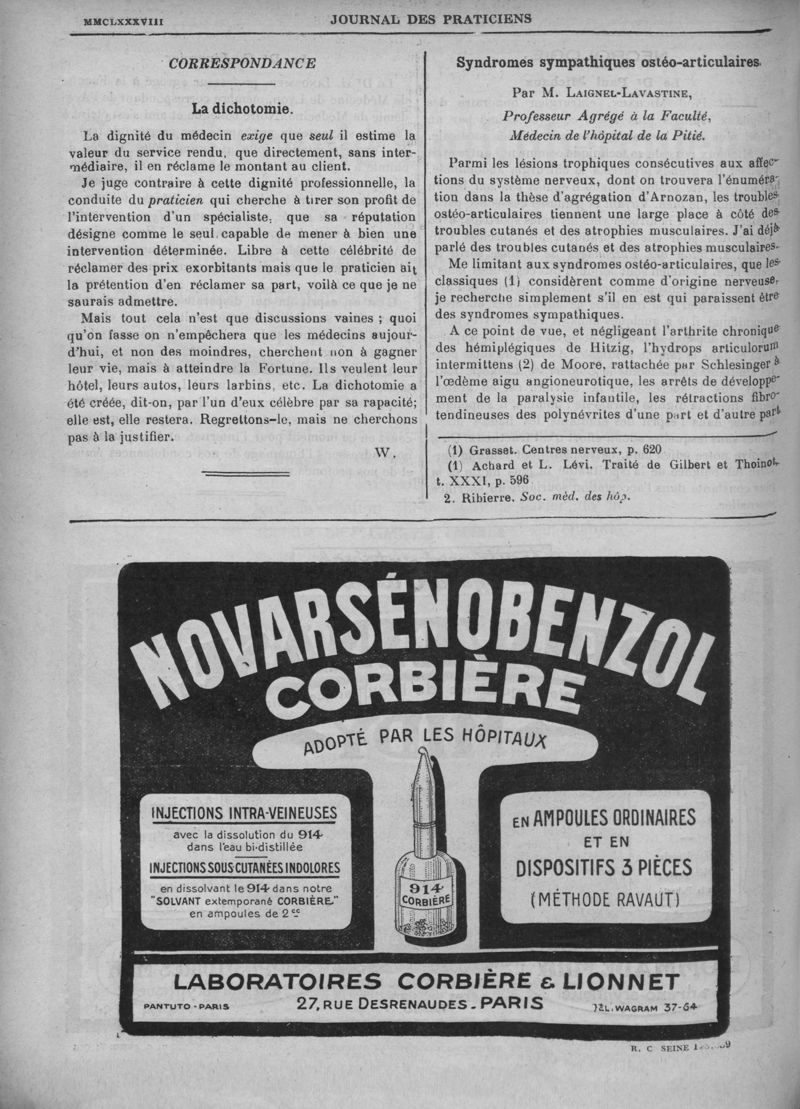 MMCLXXXVIII
JOURNAL DES PRATICIENS
CORRESPONDANCE
La dichotomie.
La dignité du médecin exige que seul il estime la
valeur du service rendu, que directement, sans inter-
médiaire, il en réclame le montant au client.
Je juge contraire à cette dignité professionnelle, la
conduite du praticien qui cherche à tirer son profit de
l'intervention d'un spécialiste, que sa réputation
désigne comme le seul capable de mener à bien une
intervention déterminée. Libre à cette célébrité de
réclamer des prix exorbitants mais que le praticien ait
la prétention d'en réclamer sa part, voilà ce que je ne
saurais admettre.
Mais tout cela n'est que discussions vaines ; quoi
qu'on fasse on n'empêchera que les médecins aujour-
d'hui, et non des moindres, cherchent non à gagner
leur vie, mais à atteindre la Fortune. Ils veulent leur
hôtel, leurs autos, leurs larbins, etc. La dichotomie a
été créée, dit-on, par l'un d'eux célèbre par sa rapacité;
elle est, elle restera. Regrettons-le, mais ne cherchons
pas à la justifier.
W.
Syndromes sympathiques ostéo-articulaires.
Par M. LAIGNEL-LAVASTINE,
Professeur Agrégé à la Faculté,
Médecin de l'hôpital de la Pitié.
Parmi les lésions trophiques consécutives aux affec-
tions du système nerveux, dont on trouvera l'énuméra-
tion dans la thèse d'agrégation d'Arnozan, les troubles
ostéo-articulaires tiennent une large place à côté des
troubles cutanés et des atrophies musculaires. J'ai déjà
parlé des troubles cutanés et des atrophies musculaires.
Me limitant aux syndromes ostéo-articulaires, que les
classiques (1) considèrent comme d'origine nerveuse,
je recherche simplement s'il en est qui paraissent être
des syndromes sympathiques.
A ce point de vue, et négligeant l'arthrite chronique
des hémiplégiques de Hitzig, l'hydrops articulorum
intermittens (2) de Moore, rattachée par Schlesinger à
l'œdème aigu angioneurotique, les arrêts de développe-
ment de la paralysie infantile, les rétractions fibro-
tendineuses des polynévrites d'une part et d'autre part
(1) Grasset. Centres nerveux, p. 620
(1) Achard et L. Lévi. Traité de Gilbert et Thoinot.
t. XXXI, p. 596
2. Ribierre. Soc. méd. des hôp.
NOVARSÉNOBENZOL
CORBIÈRE
ADOPTÉ PAR LES HÔPITAUX
INJECTIONS INTRA-VEINEUSES
avec la dissolution du 914
dans l'eau bi-distillée
INJECTIONS SOUS-CUTANÉES INDOLORES
en dissolvant le 914 dans notre
"SOLVANT extemporané CORBIÈRE"
en ampoules de 2 cc
914
CORBIÈRE
EN AMPOULES ORDINAIRES
ET EN
DISPOSITIFS 3 PIÈCES
(MÉTHODE RAVAUT)
LABORATOIRES CORBIÈRE & LIONNET
PANTUTO-PARIS
27, RUE DESRENAUDES - PARIS
TÉL. WAGRAM 37-64
R. C SEINE